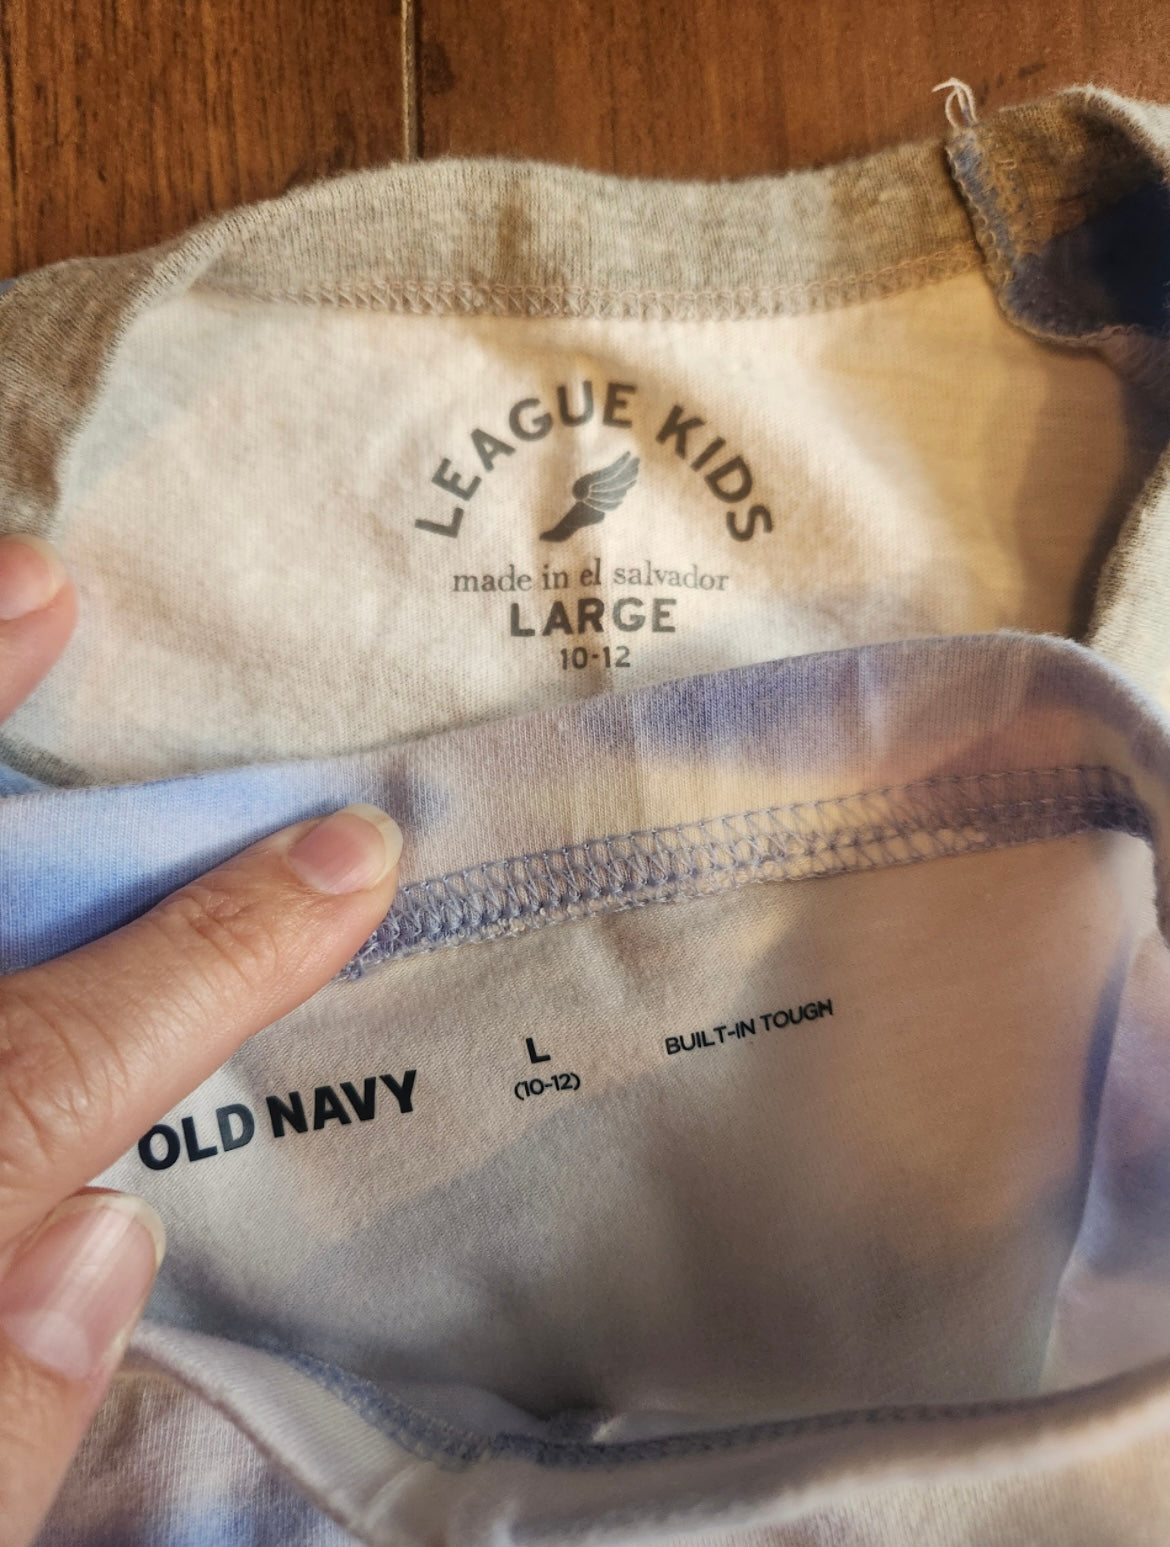 LEAGUE KIDS
made in el salvador
LARGE
10-12
OLD NAVY
L
(10-12)
BUILT-IN TOUGH